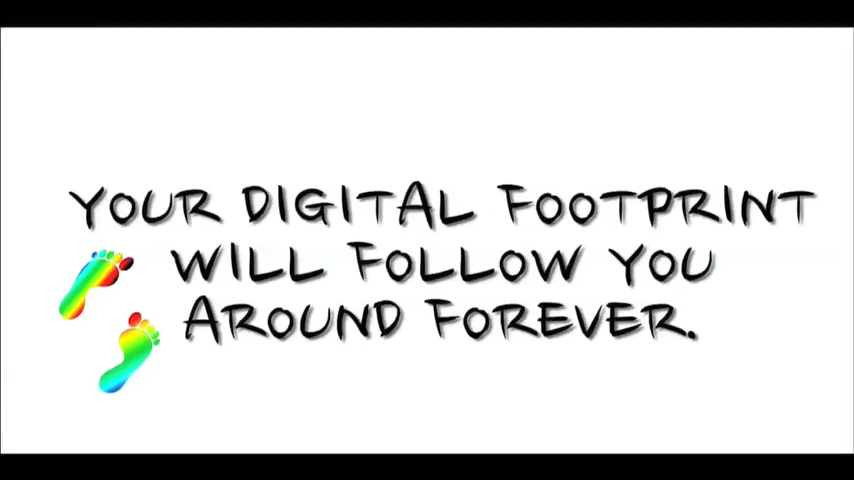 YOUR DIGITAL FOOTPRINT
WILL FOLLOW YOU
AROUND FOREVER.